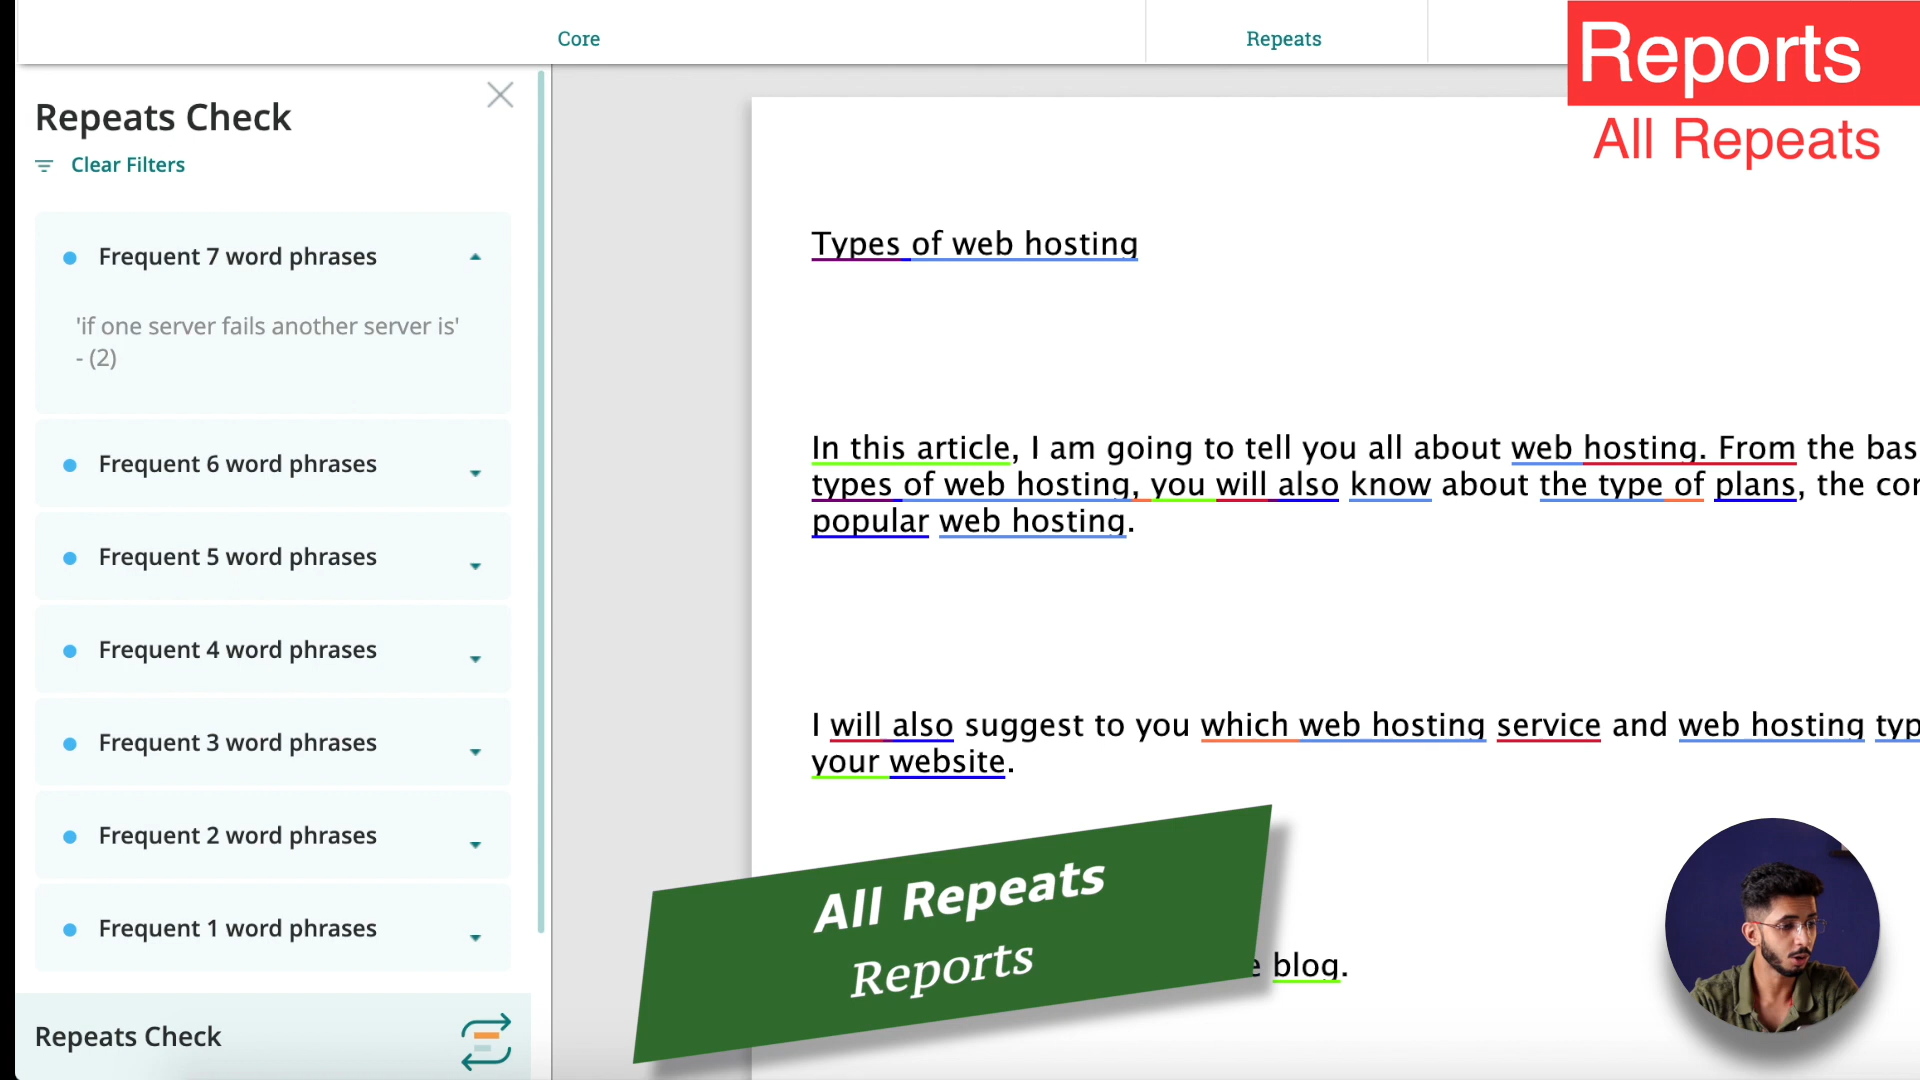 Core
Repeats
Reports
All Repeats
Repeats Check
Clear Filters
Frequent 7 word phrases
'if one server fails another server is'
- (2)
Frequent 6 word phrases
Frequent 5 word phrases
Frequent 4 word phrases
Frequent 3 word phrases
Frequent 2 word phrases
Frequent 1 word phrases
Repeats Check
Types of web hosting
In this article, I am going to tell you all about web hosting. From the bas
types of web hosting, you will also know about the type of plans, the cor
popular web hosting.
I will also suggest to you which web hosting service and web hosting typ
your website.
blog.
All Repeats
Reports